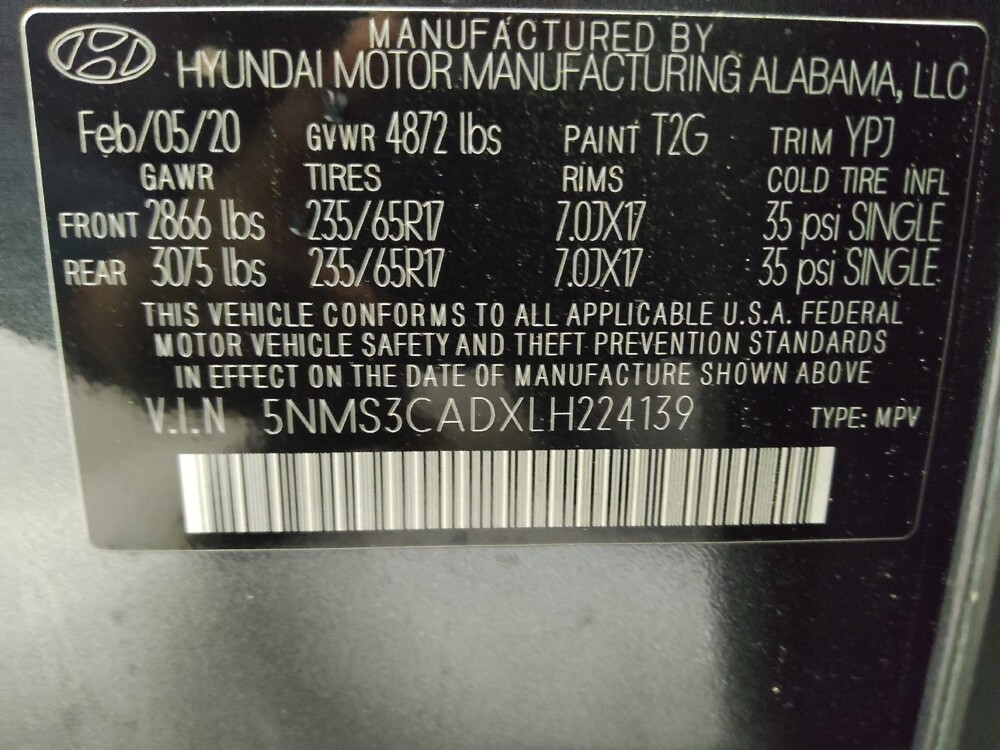 MANUFACTURED BY
HYUNDAI MOTOR MANUFACTURING ALABAMA, LLC
Feb/05/20 GVWR 4872 lbs PAINT T2G TRIM YPJ
GAWR TIRES RIMS COLD TIRE INFL
FRONT 2866 lbs 235/65R17 7.0JX17 35 psi SINGLE
REAR 3075 lbs 235/65R17 7.0JX17 35 psi SINGLE
THIS VEHICLE CONFORMS TO ALL APPLICABLE U.S.A. FEDERAL
MOTOR VEHICLE SAFETY AND THEFT PREVENTION STANDARDS
IN EFFECT ON THE DATE OF MANUFACTURE SHOWN ABOVE
V.I.N 5NMS3CADXLH224139 TYPE: MPV